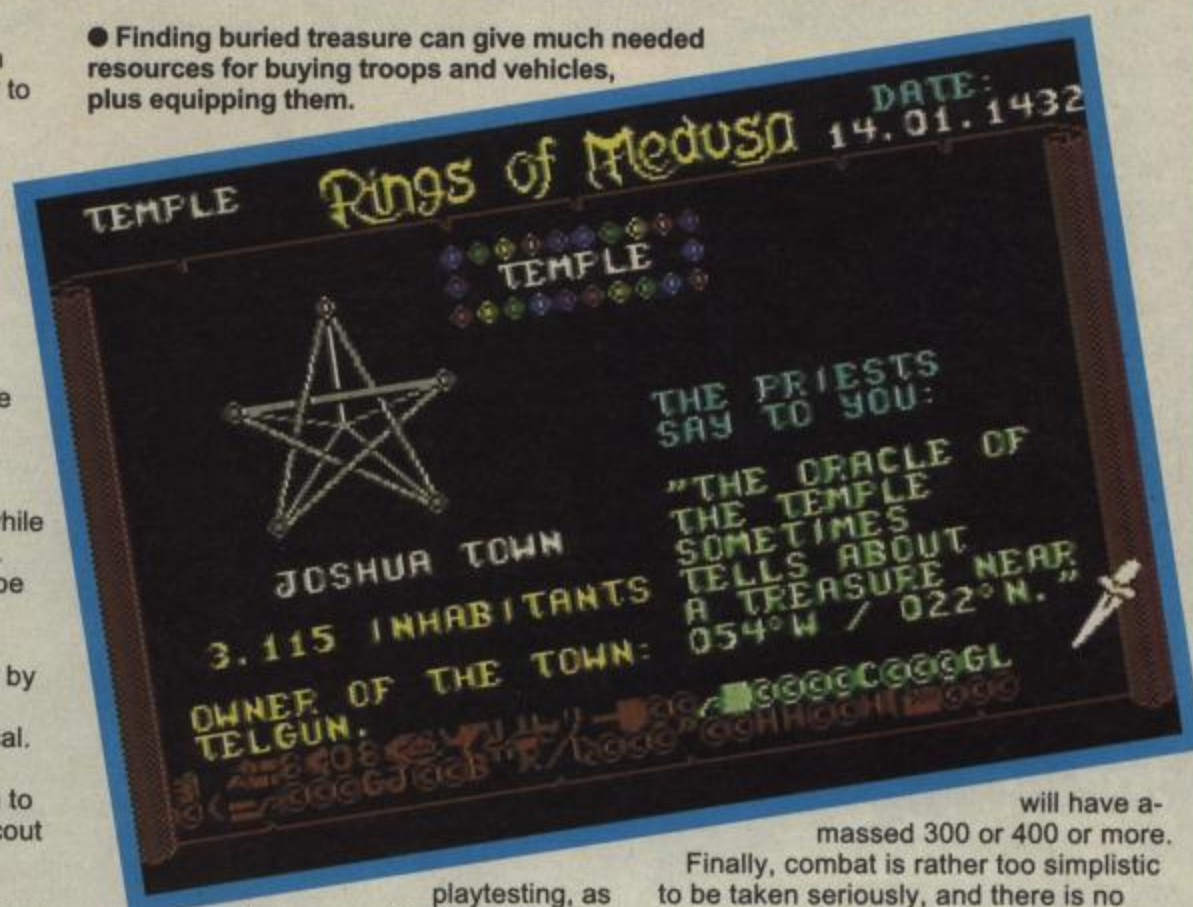 to
● Finding buried treasure can give much needed
resources for buying troops and vehicles,
plus equipping them.
TEMPLE
Rings of Medusa
DATE:
14.01.1432
TEMPLE
JOSHUA TOWN
3.115 INHABITANTS
OWNER OF THE TOWN:
TELGUN.
THE PRIESTS
SAY TO YOU:
"THE ORACLE OF
THE TEMPLE
SOMETIMES
TELLS ABOUT
A TREASURE NEAR
054°W / 022°N."
be
by
to
playtesting, as
will have a-
massed 300 or 400 or more.
Finally, combat is rather too simplistic
to be taken seriously, and there is no